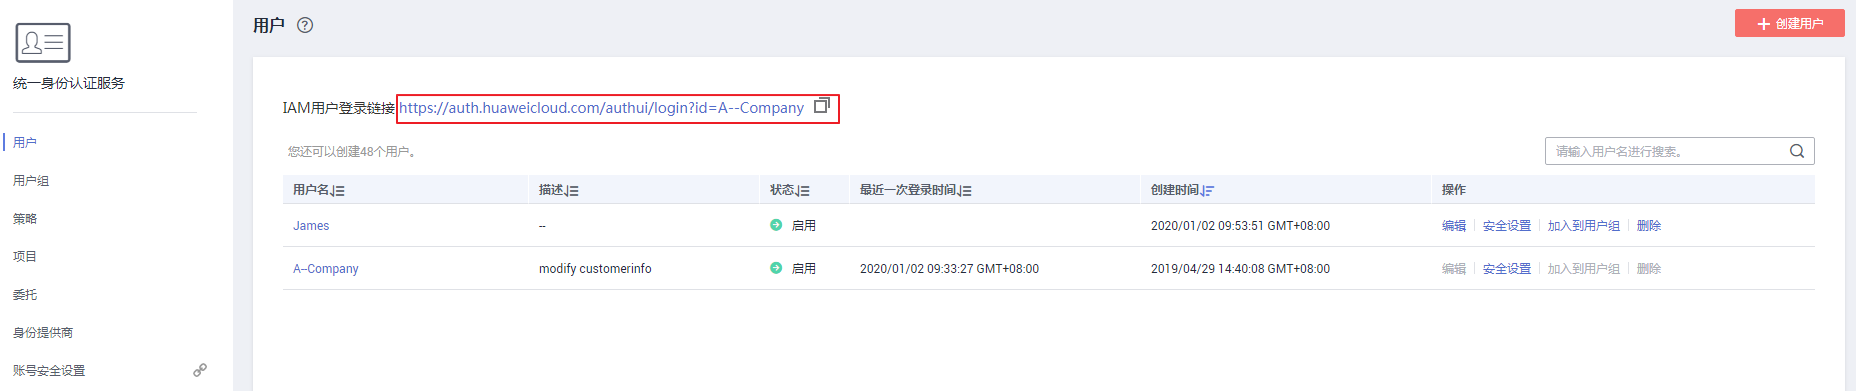 统一身份认证服务
用户
用户组
策略
项目
委托
身份提供商
账号安全设置
用户 ?
+ 创建用户
IAM用户登录链接 https://auth.huaweicloud.com/authui/login?id=A--Company
您还可以创建48个用户。
请输入用户名进行搜索。
用户名 描述 状态 最近一次登录时间 创建时间 操作
James -- 启用 2020/01/02 09:53:51 GMT+08:00 编辑 安全设置 加入到用户组 删除
A--Company modify customerinfo 启用 2020/01/02 09:33:27 GMT+08:00 2019/04/29 14:40:08 GMT+08:00 编辑 安全设置 加入到用户组 删除